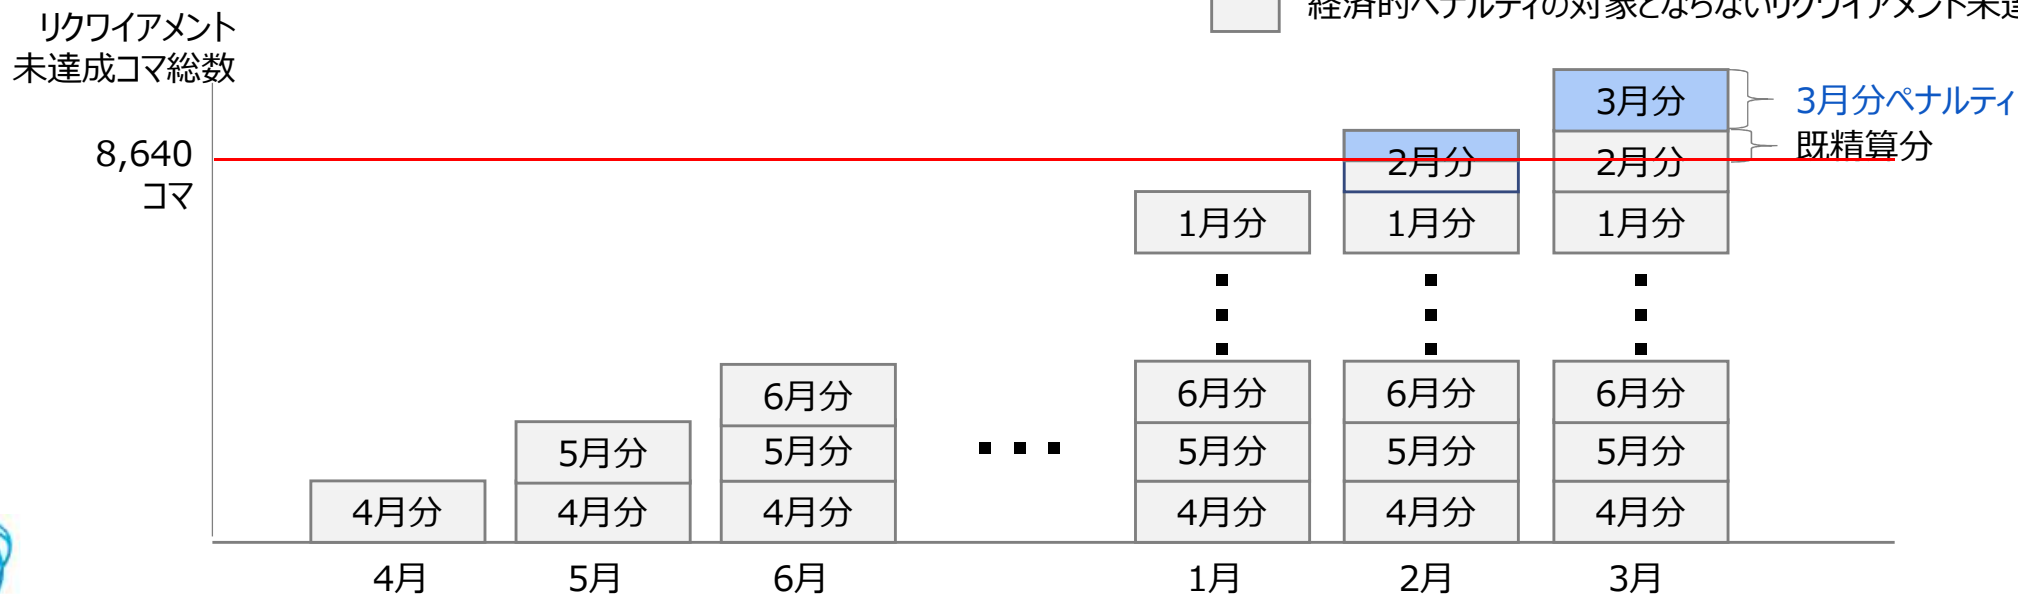 経済的ペナルティの対象とならないリクワイアメント未達
リクワイアメント
未達成コマ総数
8,640
コマ
3月分
3月分ペナルティ
既精算分
2月分
2月分
1月分
1月分
1月分
6月分
6月分
6月分
6月分
5月分
5月分
5月分
5月分
5月分
4月分
4月分
4月分
4月分
4月分
4月分
4月
5月
6月
1月
2月
3月